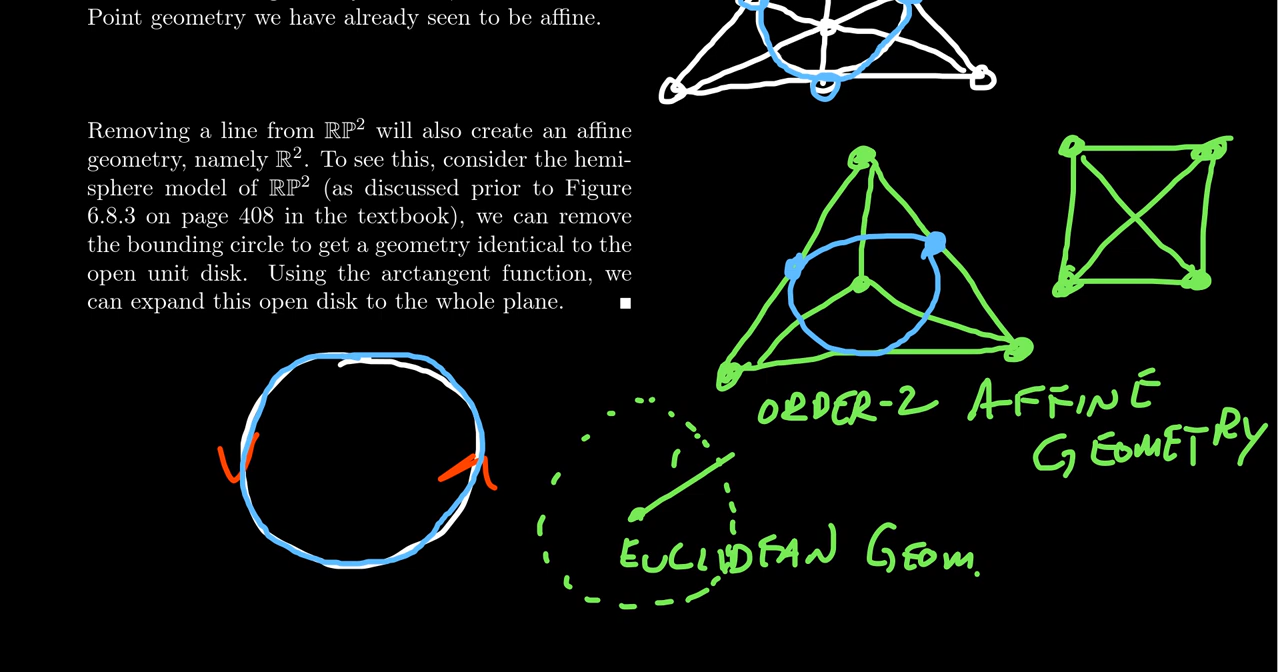 Point geometry we have already seen to be affine.
Removing a line from ℝℙ² will also create an affine
geometry, namely ℝ². To see this, consider the hemi-
sphere model of ℝℙ² (as discussed prior to Figure
6.8.3 on page 408 in the textbook), we can remove
the bounding circle to get a geometry identical to the
open unit disk. Using the arctangent function, we
can expand this open disk to the whole plane. ■
ORDER-2 AFFINE
GEOMETRY
r
EUCLIDEAN GEOM.